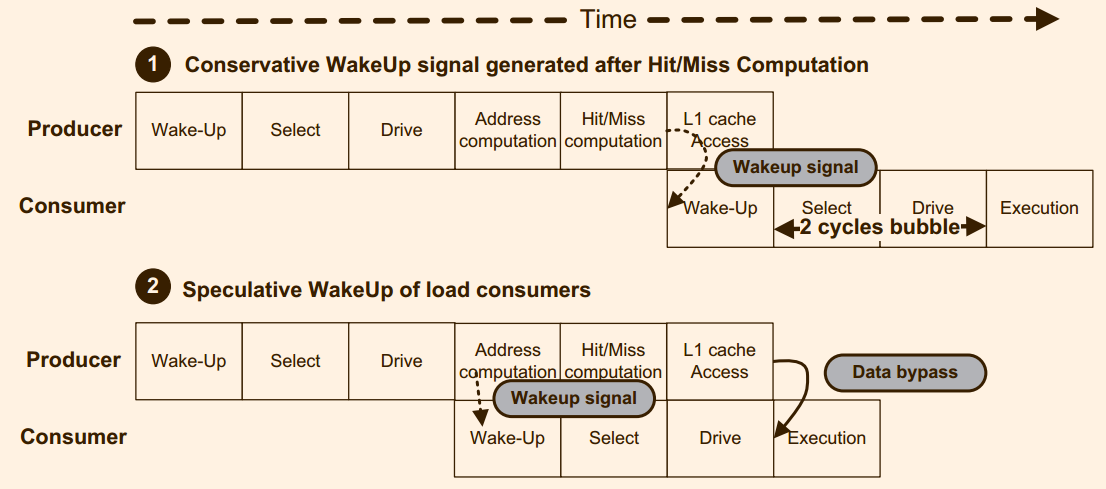 Time
1 Conservative WakeUp signal generated after Hit/Miss Computation
Producer
Wake-Up
Select
Drive
Address
computation
Hit/Miss
computation
L1 cache
Access
Wakeup signal
Consumer
Wake-Up
Select
Drive
Execution
2 cycles bubble
2 Speculative WakeUp of load consumers
Producer
Wake-Up
Select
Drive
Address
computation
Hit/Miss
computation
L1 cache
Access
Data bypass
Wakeup signal
Consumer
Wake-Up
Select
Drive
Execution